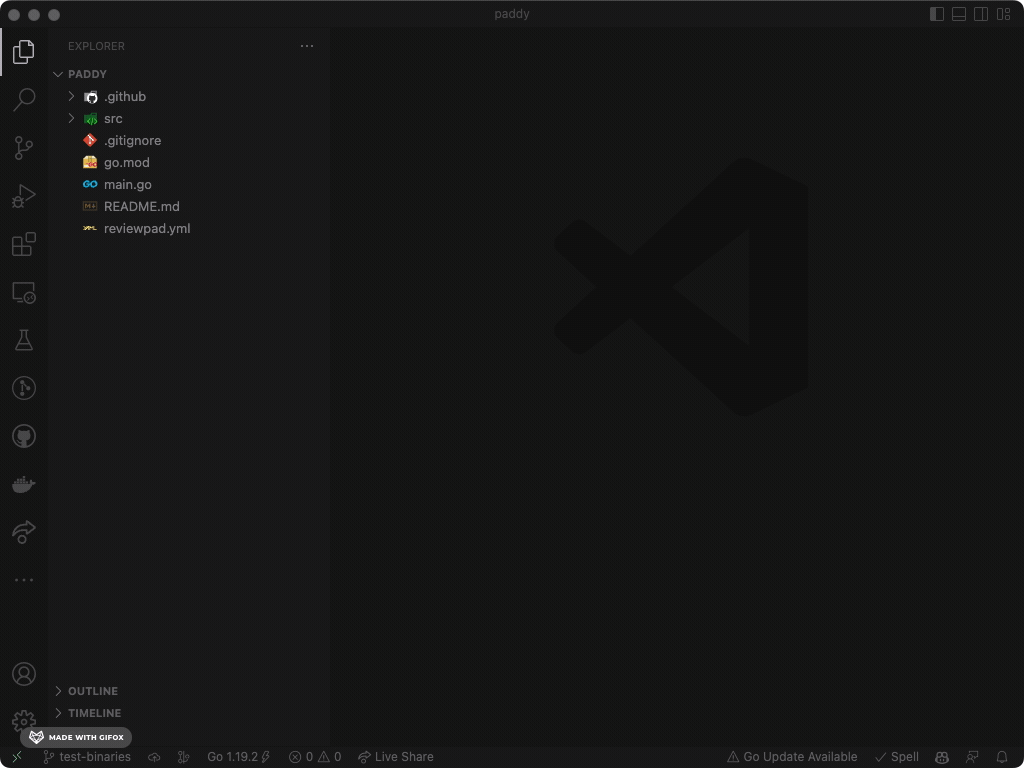 paddy
EXPLORER
PADDY
.github
src
.gitignore
go.mod
GO main.go
README.md
reviewpad.yml
OUTLINE
TIMELINE
MADE WITH GIFOX
test-binaries Go 1.19.2 0 0 Live Share Go Update Available Spell